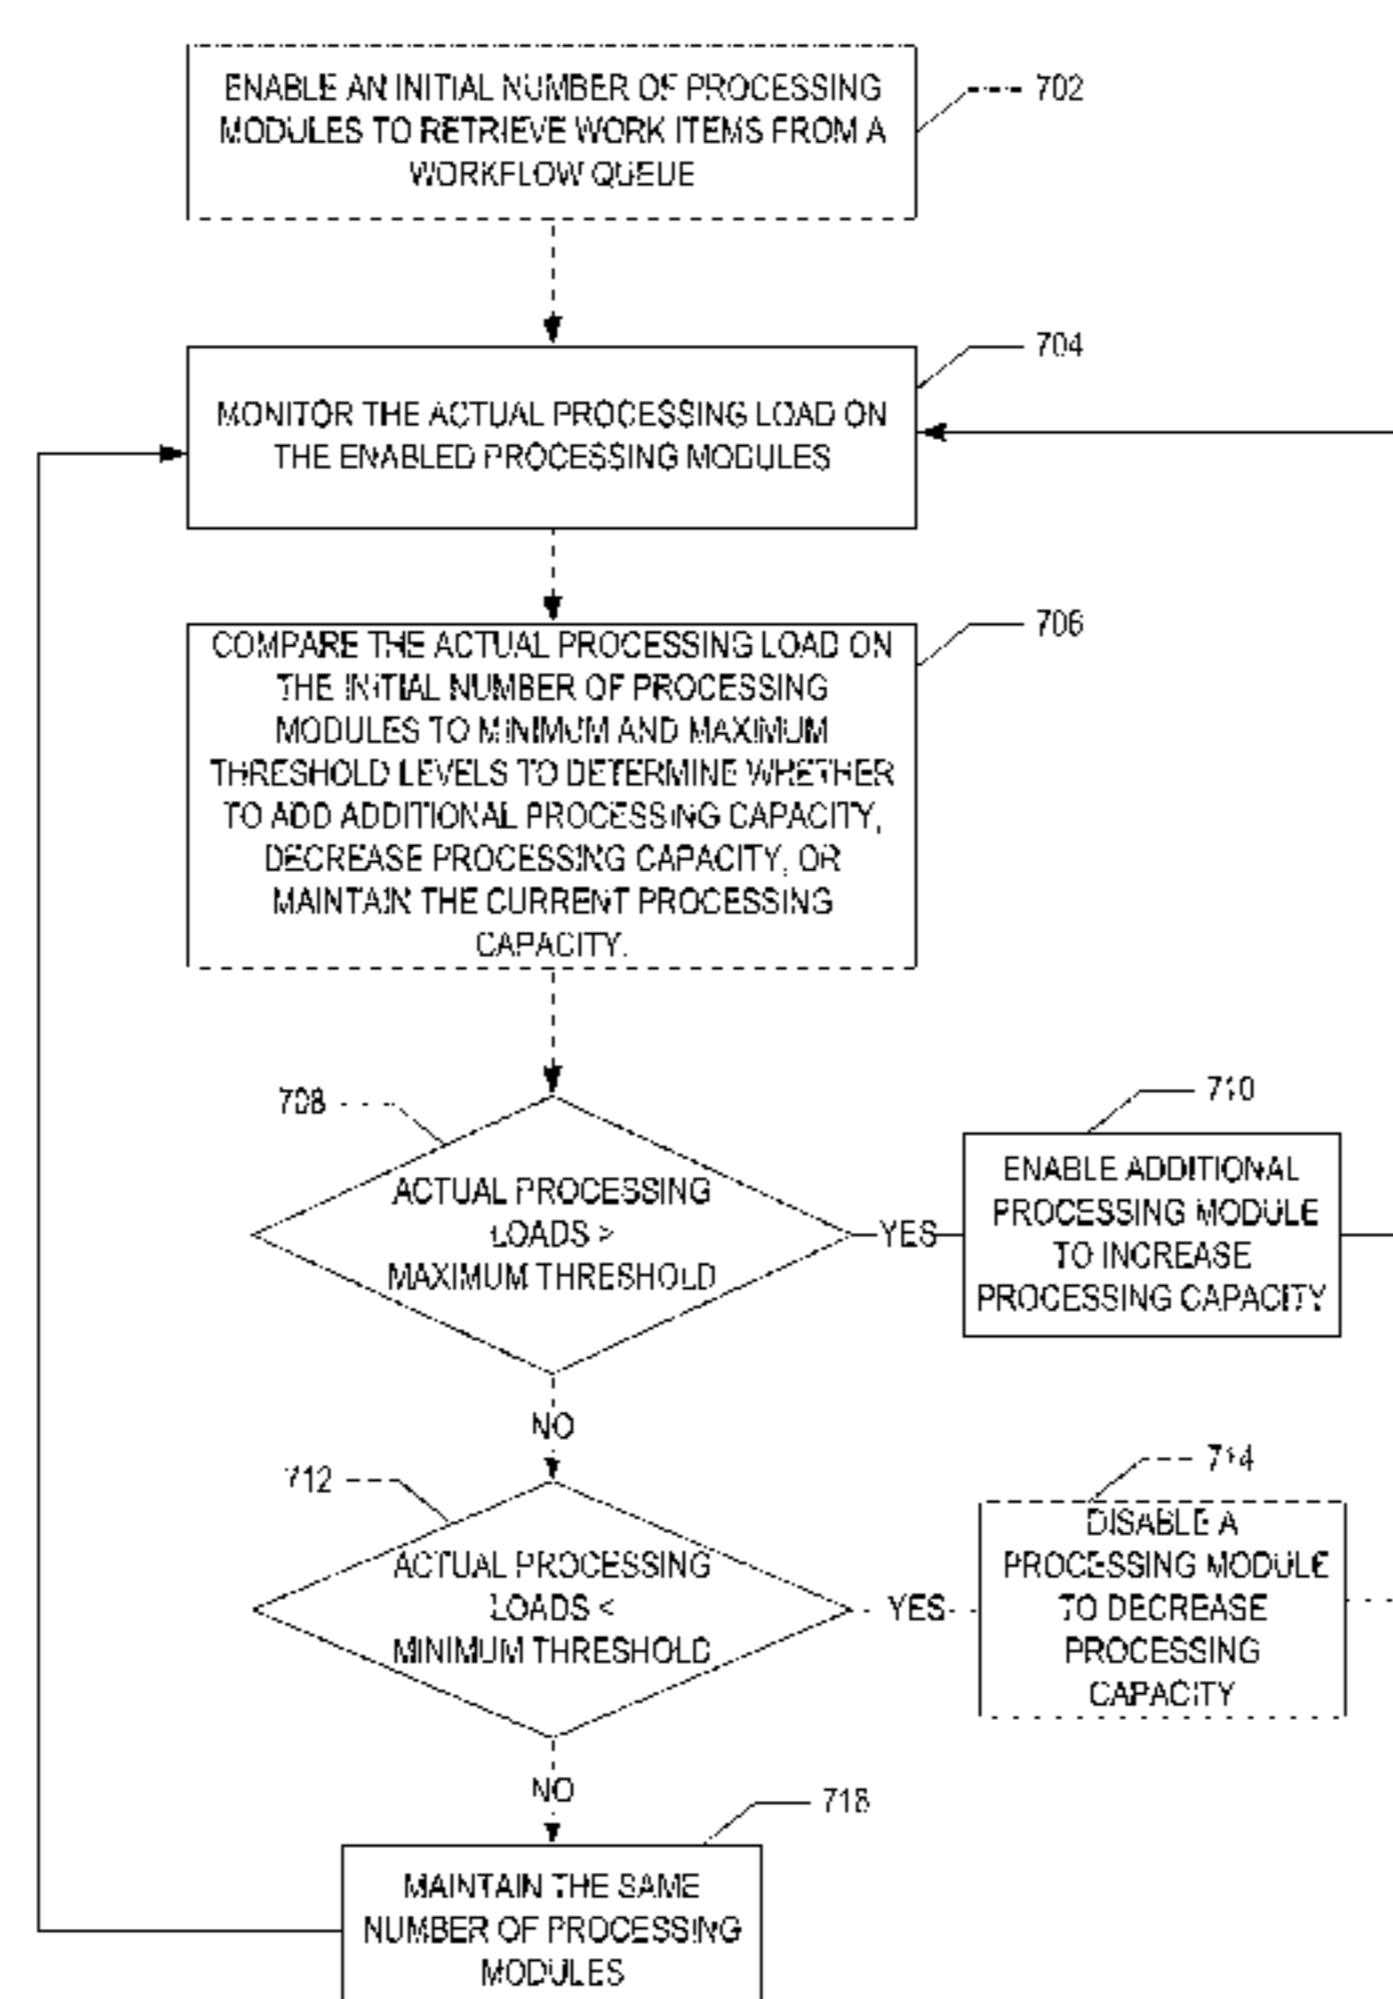 ENABLE AN INITIAL NUMBER OF PROCESSING
MODULES TO RETRIEVE WORK ITEMS FROM A
WORKFLOW QUEUE
702
704
MONITOR THE ACTUAL PROCESSING LOAD ON
THE ENABLED PROCESSING MODULES
706
COMPARE THE ACTUAL PROCESSING LOAD ON
THE INITIAL NUMBER OF PROCESSING
MODULES TO MINIMUM AND MAXIMUM
THRESHOLD LEVELS TO DETERMINE WHETHER
TO ADD ADDITIONAL PROCESSING CAPACITY,
DECREASE PROCESSING CAPACITY, OR
MAINTAIN THE CURRENT PROCESSING
CAPACITY.
708
ACTUAL PROCESSING
LOADS >
MAXIMUM THRESHOLD
YES
710
ENABLE ADDITIONAL
PROCESSING MODULE
TO INCREASE
PROCESSING CAPACITY
NO
712
ACTUAL PROCESSING
LOADS <
MINIMUM THRESHOLD
YES
714
DISABLE A
PROCESSING MODULE
TO DECREASE
PROCESSING
CAPACITY
NO
718
MAINTAIN THE SAME
NUMBER OF PROCESSING
MODULES